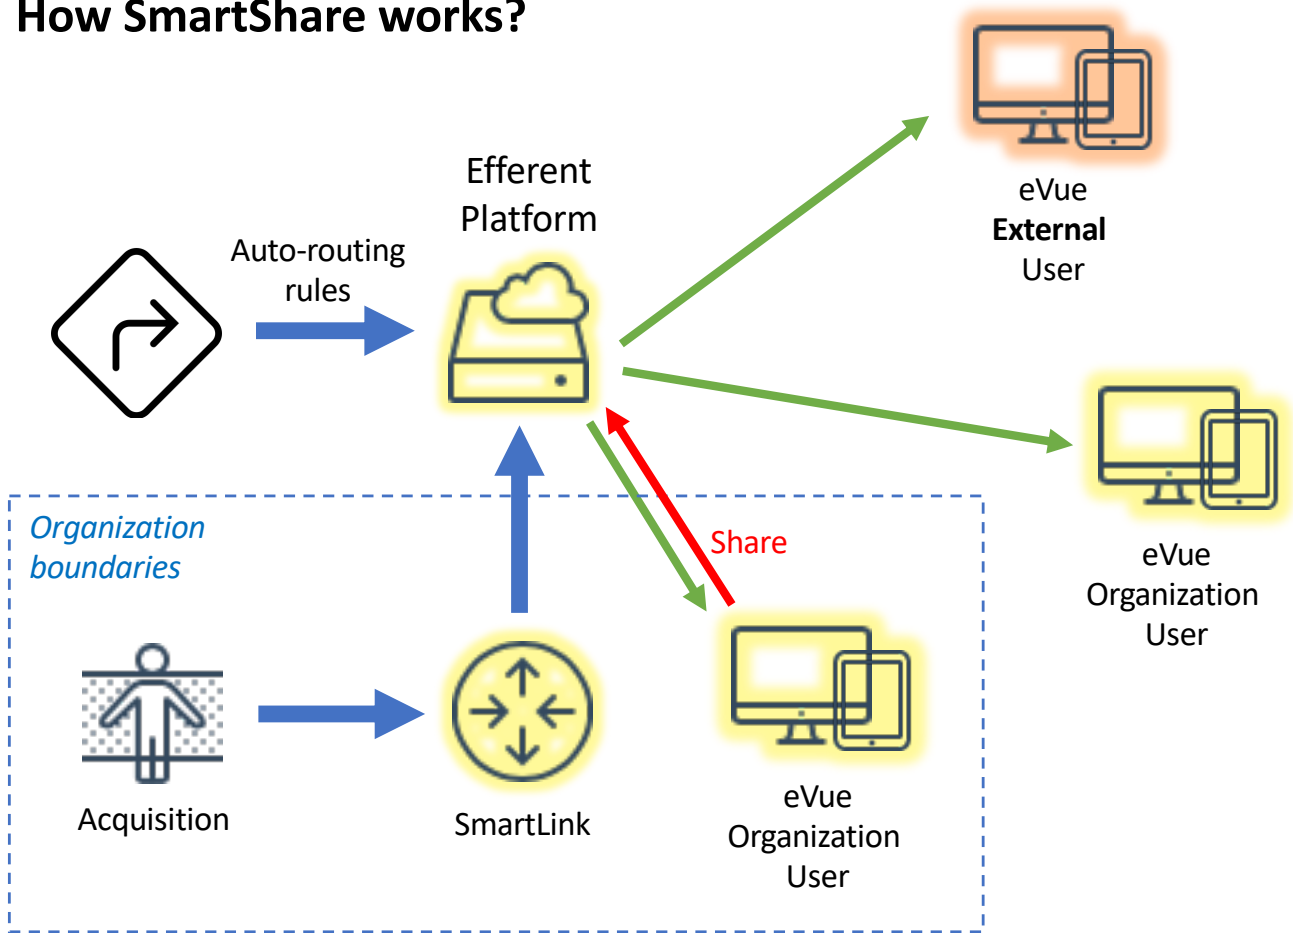 How SmartShare works?
Efferent
Platform
Auto-routing
rules
eVue
External
User
Organization
boundaries
Share
eVue
Organization
User
Acquisition
SmartLink
eVue
Organization
User